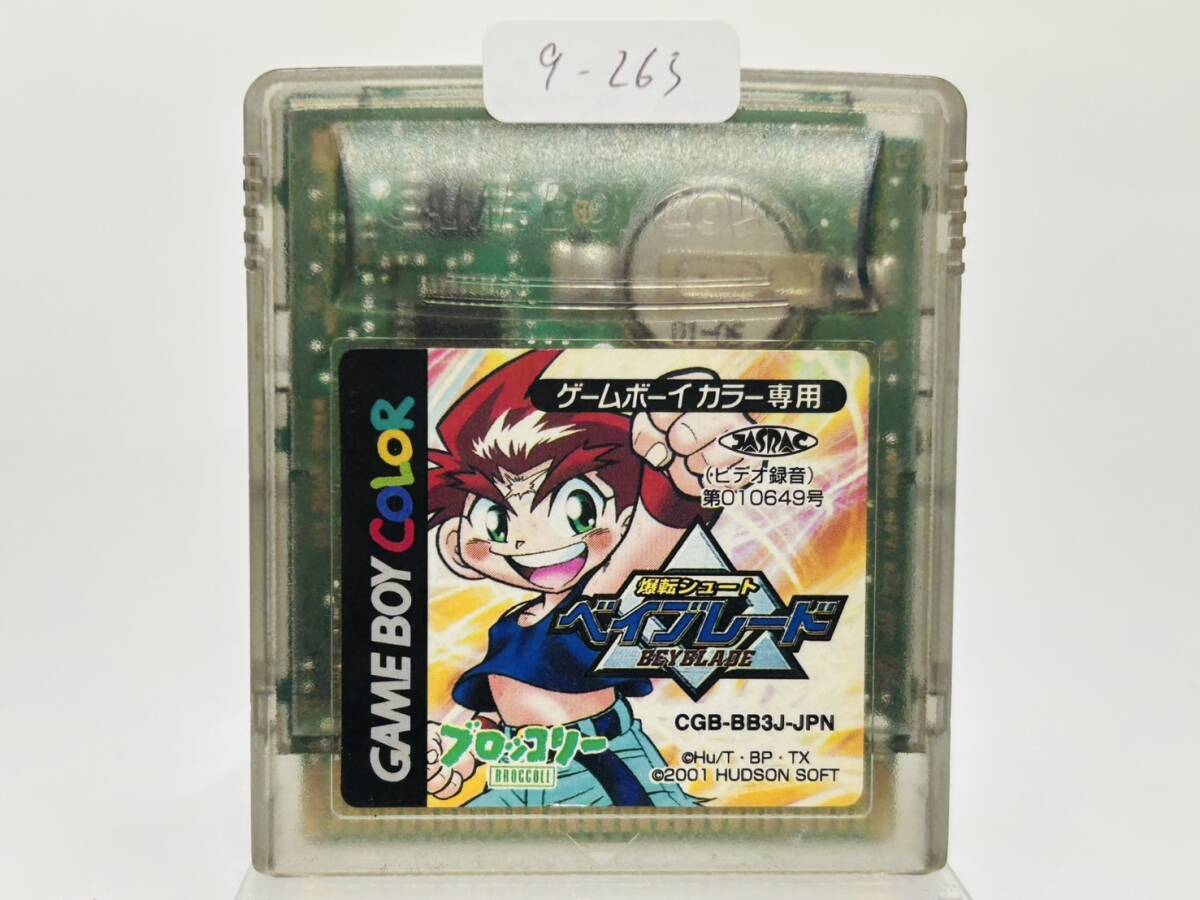 9-263
GAME BOY COLOR
ゲームボーイカラー専用
JASRAC
(ビデオ録音)
第010649号
爆転シュート
ベイブレード
BEYBLADE
CGB-BB3J-JPN
ブロッコリー
BROCCOLI
©Hu/T・BP・TX
©2001 HUDSON SOFT
GAME BOY COLOR